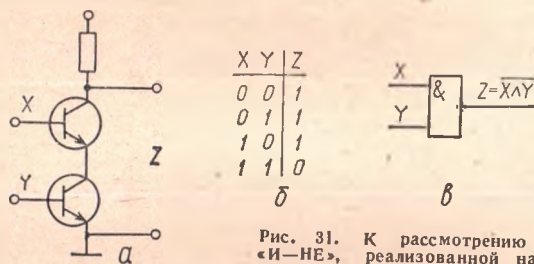 X
Y
Z
а
X Y Z
0 0 1
0 1 1
1 0 1
1 1 0
б
X
Y
&
Z=X∧Y
в
Рис. 31. К рассмотрению
«И—НЕ», реализованной на